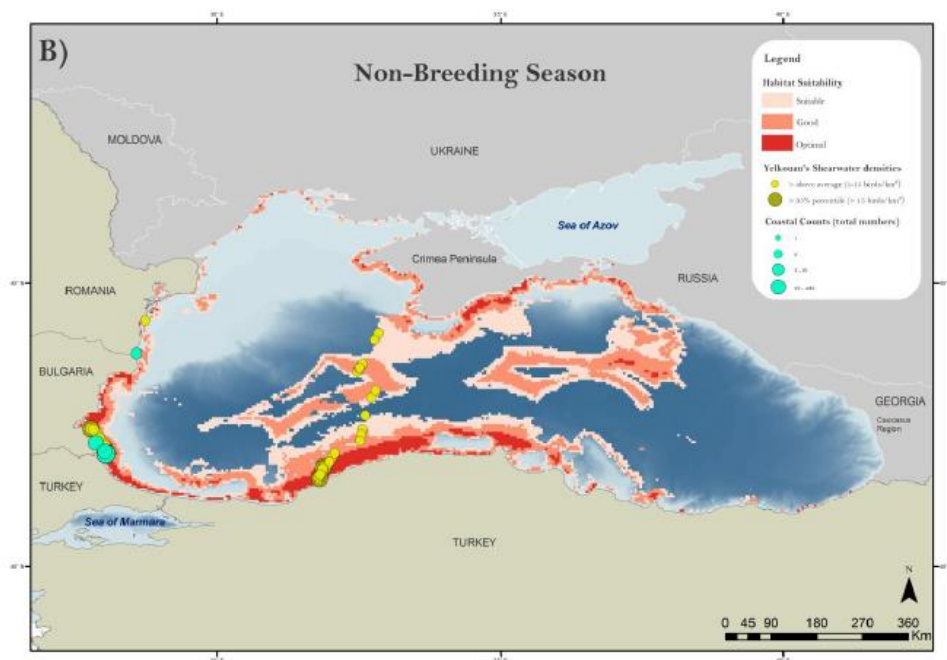 B)
Non-Breeding Season
Legend
Habitat Suitability
Suitable
Good
Optimal
Yelkouan's Shearwater densities
Coastal Counts (total numbers)
MOLDOVA
UKRAINE
Sea of Azov
Crimea Peninsula
ROMANIA
RUSSIA
BULGARIA
GEORGIA
Caucasus
Region
TURKEY
Sea of Marmara
TURKEY
N
0 45 90 180 270 360
Km